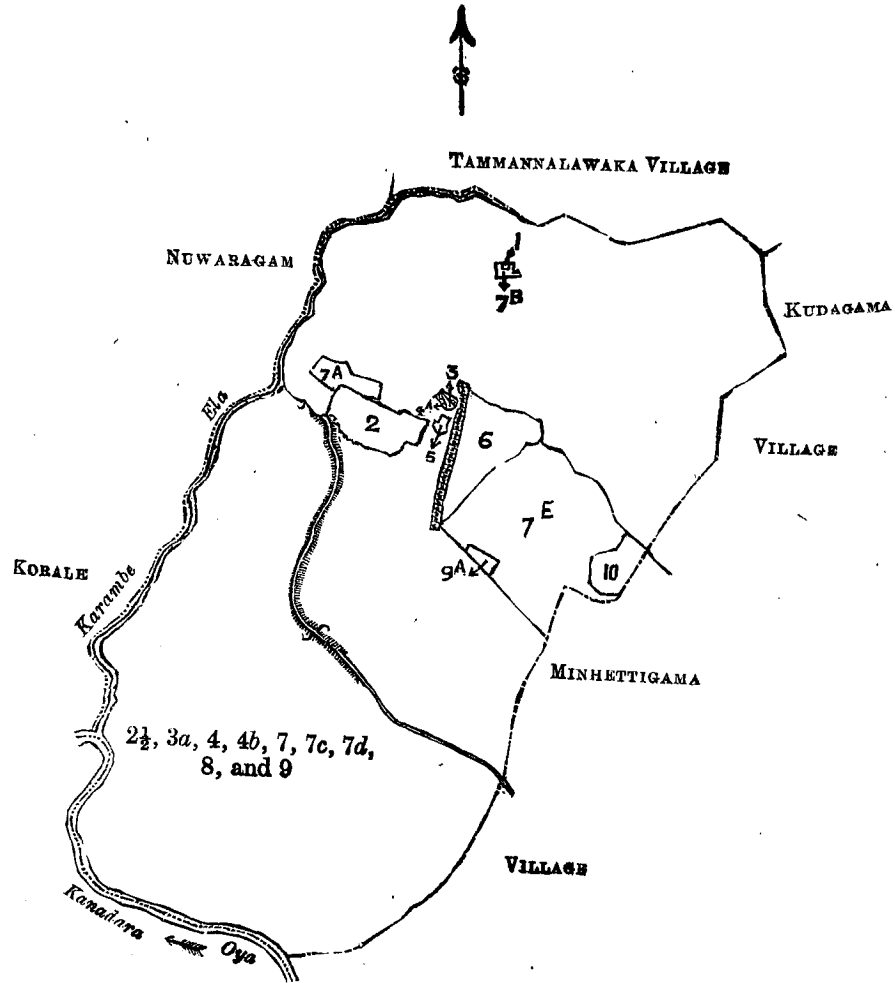 TAMMANNALAWAKA VILLAGE
NUWARAGAM
1
7B
KUDAGAMA
7A
3
Ela
2
6
5
VILLAGE
7E
KORALE
9A
10
Karambe
MINHETTIGAMA
2½, 3a, 4, 4b, 7, 7c, 7d,
8, and 9
VILLAGE
Kanadara
Oya